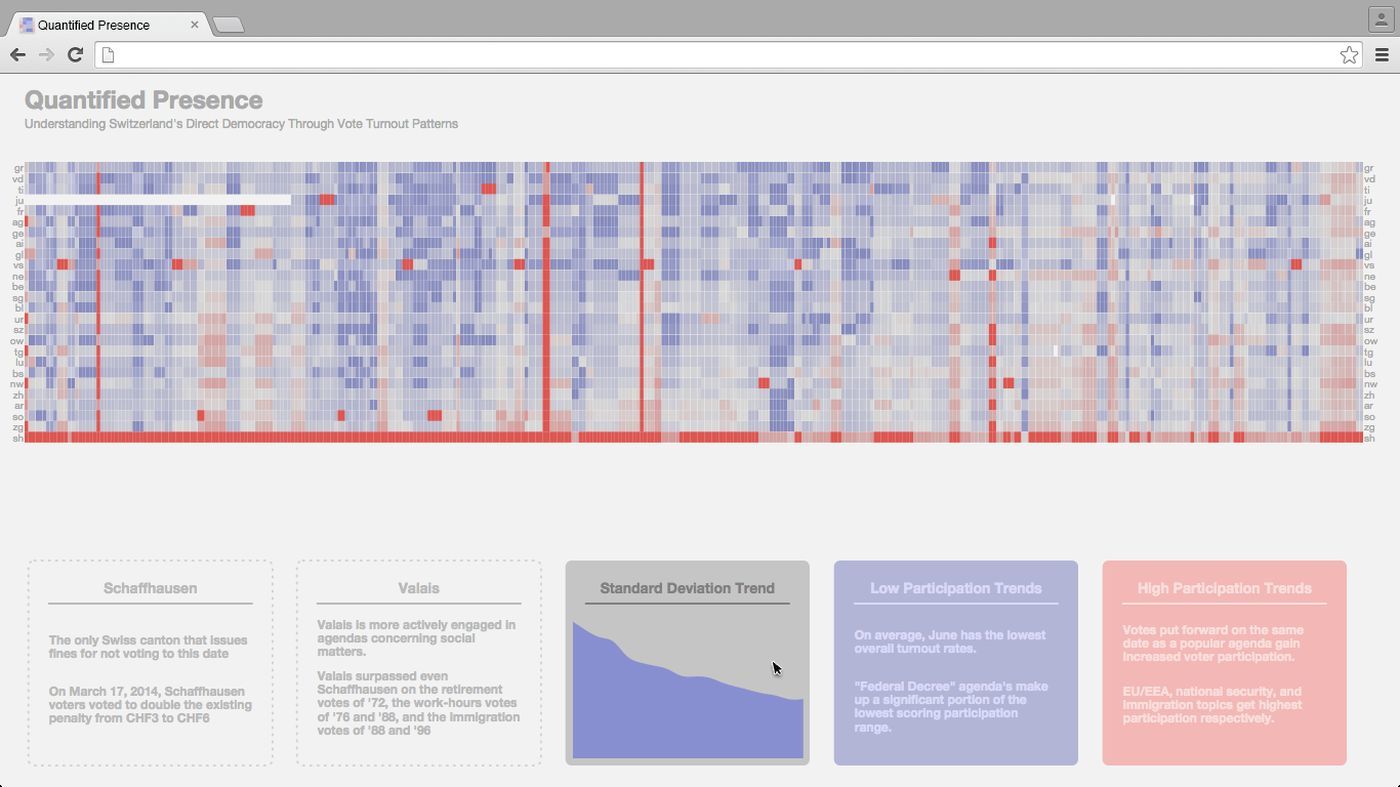 Quantified Presence
Quantified Presence
Understanding Switzerland's Direct Democracy Through Vote Turnout Patterns
gr gr
vd vd
ti ti
ju ju
fr fr
ag ag
ge ge
ai ai
gl gl
vs vs
ne ne
be be
sg sg
bl bl
ur ur
sz sz
ow ow
tg tg
lu lu
bs bs
nw nw
zh zh
ar ar
so so
zg zg
sh sh
Schaffhausen
The only Swiss canton that issues
fines for not voting to this date
On March 17, 2014, Schaffhausen
voters voted to double the existing
penalty from CHF3 to CHF6
Valais
Valais is more actively engaged in
agendas concerning social
matters.
Valais surpassed even
Schaffhausen on the retirement
votes of '72, the work-hours votes
of '76 and '88, and the immigration
votes of '88 and '96
Standard Deviation Trend
Low Participation Trends
On average, June has the lowest
overall turnout rates.
"Federal Decree" agenda's make
up a significant portion of the
lowest scoring participation
range.
High Participation Trends
Votes put forward on the same
date as a popular agenda gain
increased voter participation.
EU/EEA, national security, and
immigration topics get highest
participation respectively.